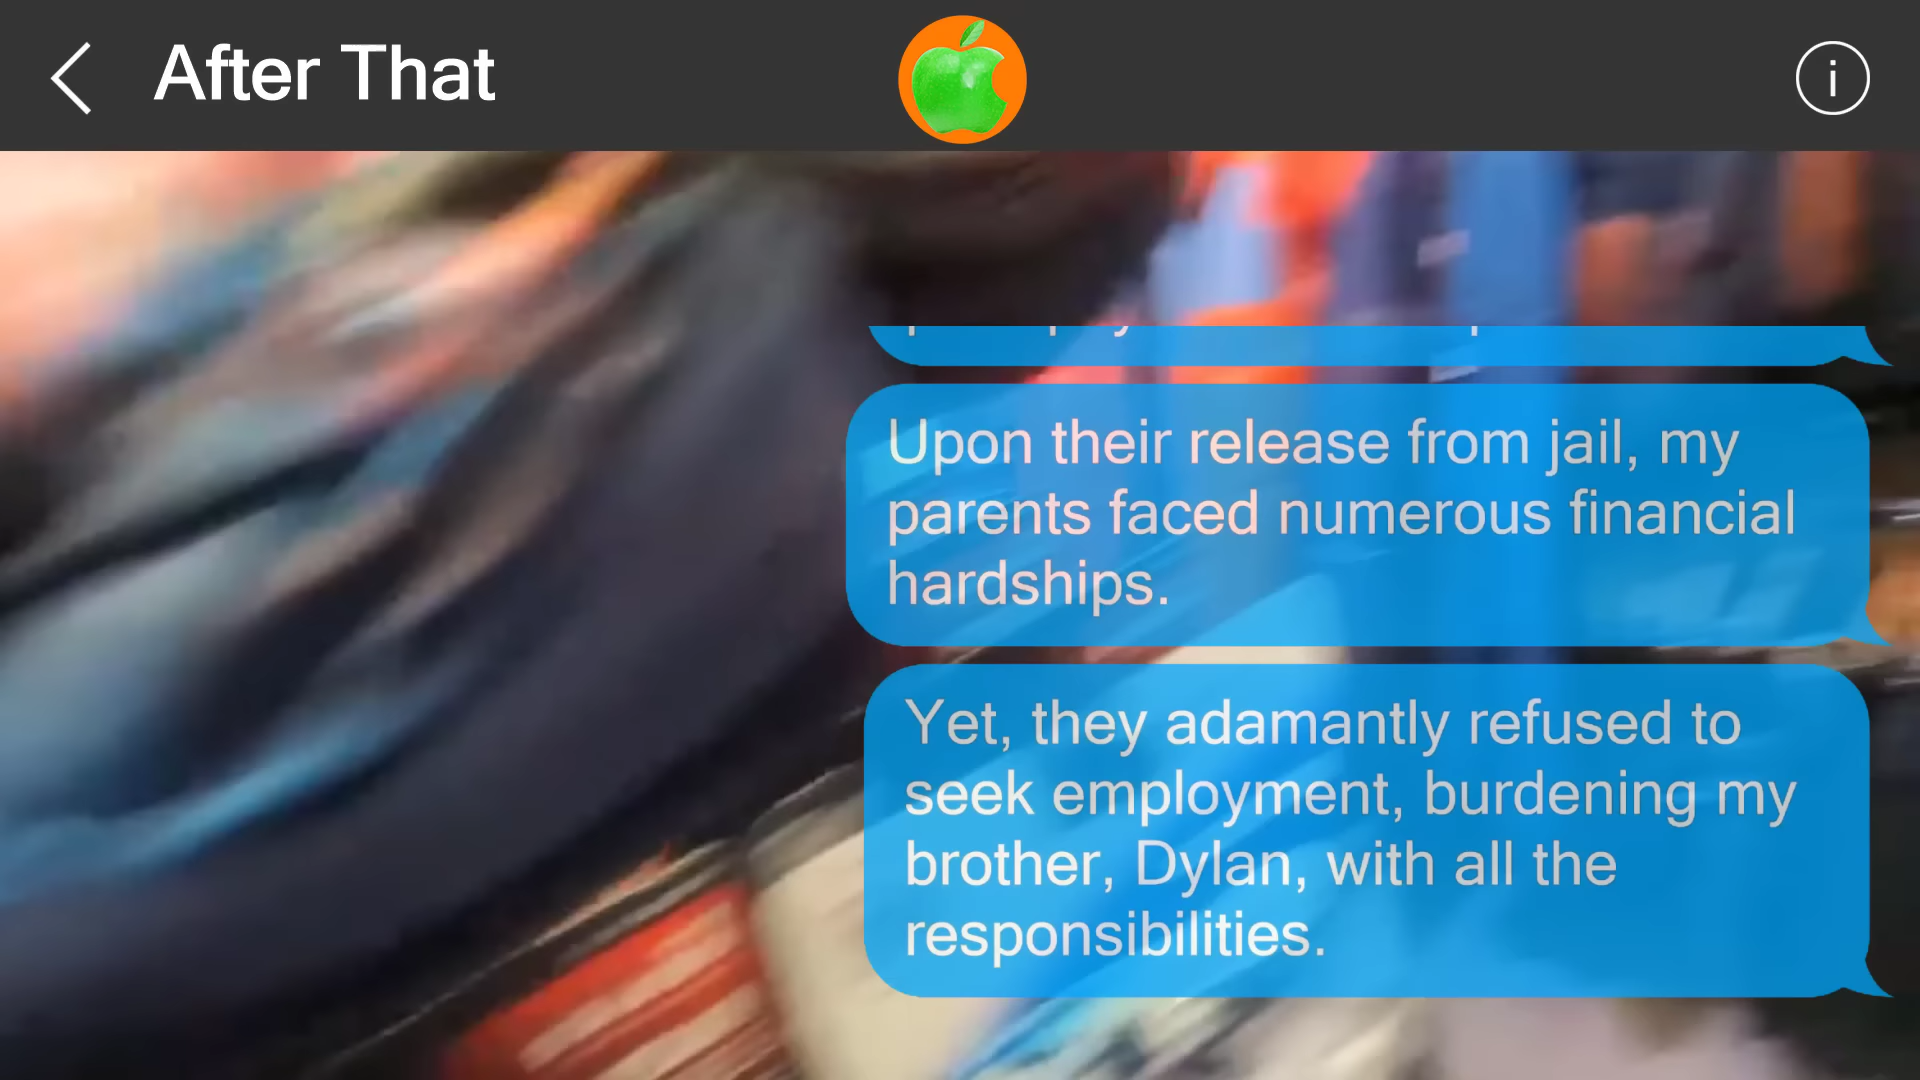 After That
Upon their release from jail, my
parents faced numerous financial
hardships.
Yet, they adamantly refused to
seek employment, burdening my
brother, Dylan, with all the
responsibilities.